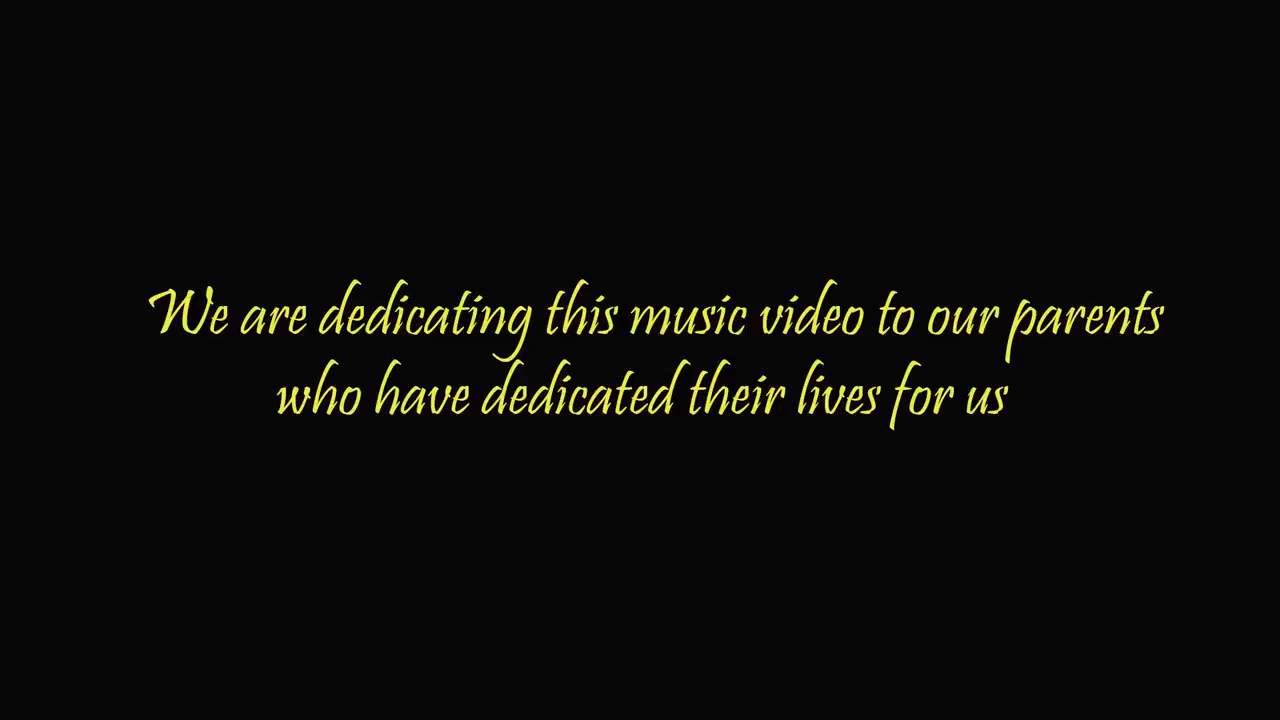 We are dedicating this music video to our parents
who have dedicated their lives for us